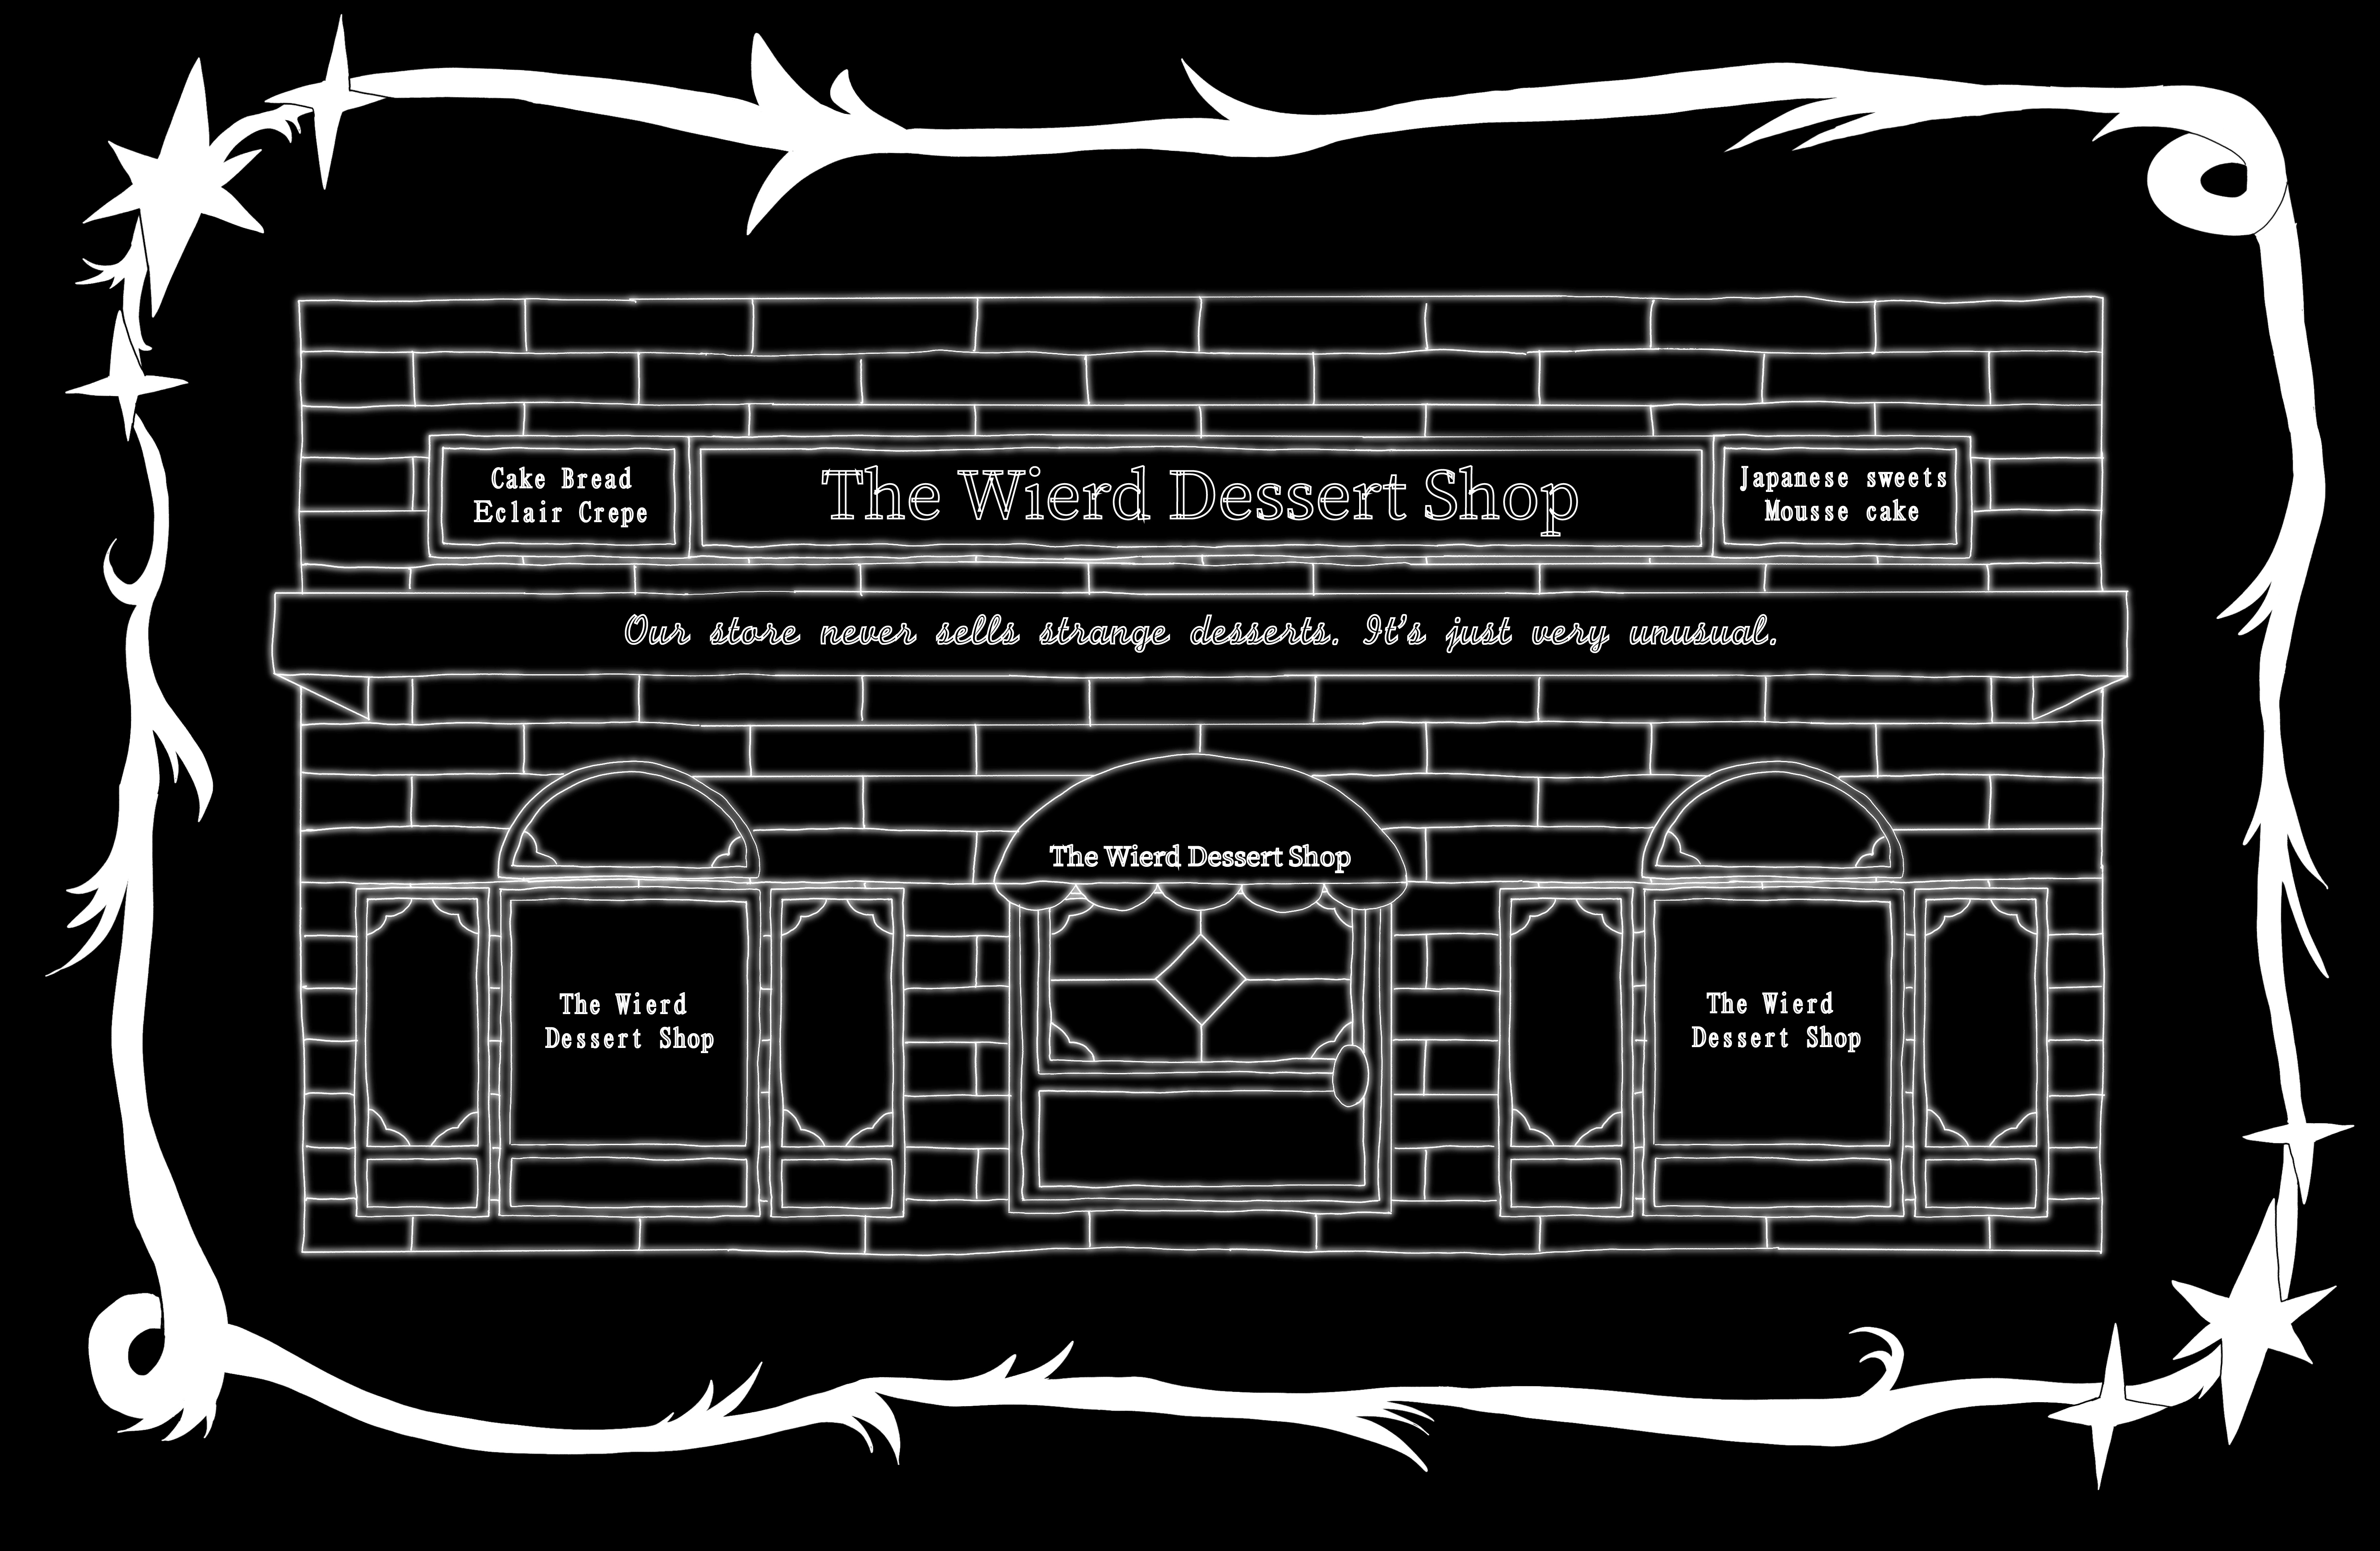 Cake Bread
Eclair Crepe
The Wierd Dessert Shop
Japanese sweets
Mousse cake
Our store never sells strange desserts. It's just very unusual.
The Wierd Dessert Shop
The Wierd
Dessert Shop
The Wierd
Dessert Shop